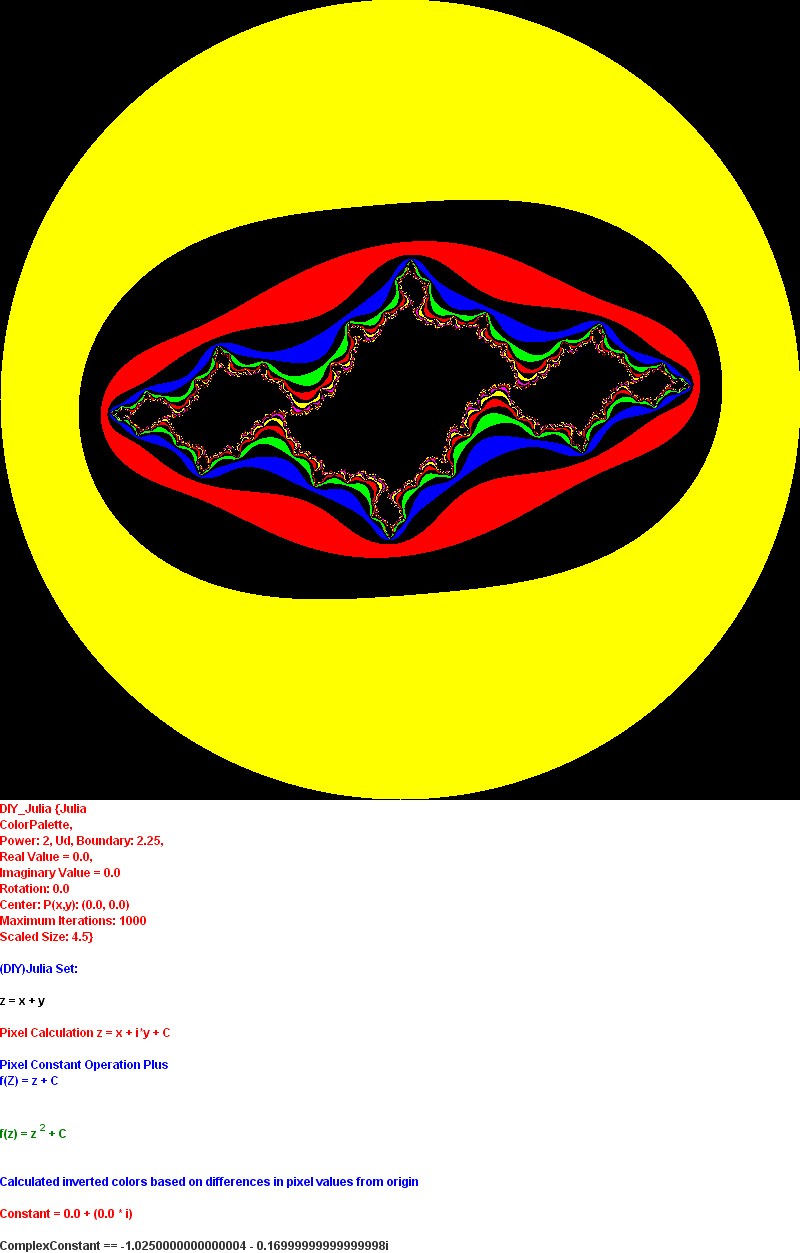 DIY_Julia {Julia
ColorPalette,
Power: 2, Ud, Boundary: 2.25,
Real Value = 0.0,
Imaginary Value = 0.0
Rotation: 0.0
Center: P(x,y): (0.0, 0.0)
Maximum Iterations: 1000
Scaled Size: 4.5}
(DIY)Julia Set:
z = x + y
Pixel Calculation z = x + i*y + C
Pixel Constant Operation Plus
f(Z) = z + C
f(z) = z 2 + C
Calculated inverted colors based on differences in pixel values from origin
Constant = 0.0 + (0.0 * i)
ComplexConstant == -1.0250000000000004 - 0.16999999999999998i